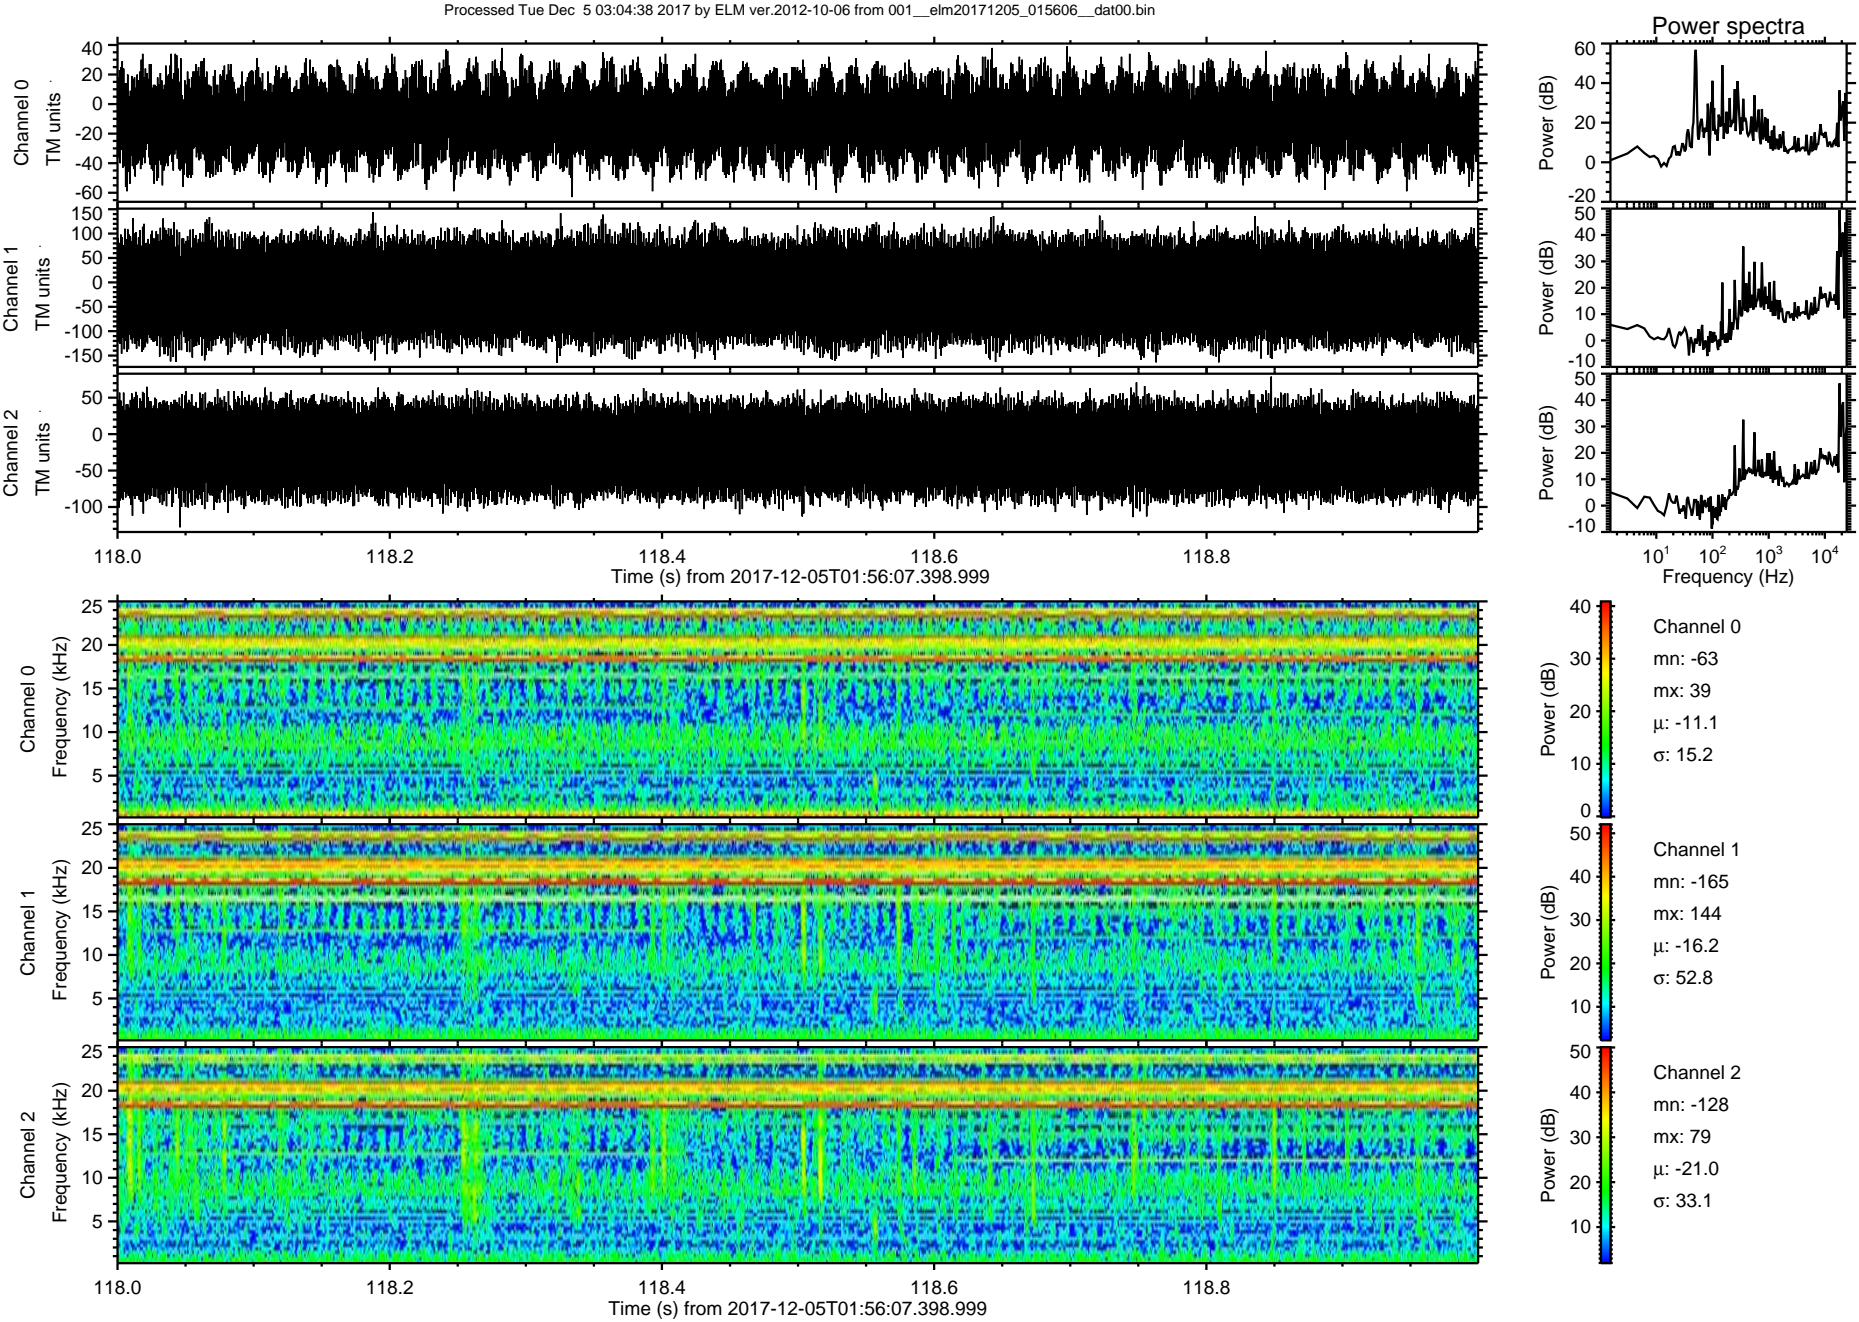 Processed Tue Dec  5 03:04:38 2017 by ELM ver.2012-10-06 from 001__elm20171205_015606__dat00.bin
Power spectra
Channel 0
TM units
40
20
0
-20
-40
-60
Power (dB)
60
40
20
0
-20
Channel 1
TM units
150
100
50
0
-50
-100
-150
Power (dB)
50
40
30
20
10
0
-10
Channel 2
TM units
50
0
-50
-100
Power (dB)
50
40
30
20
10
0
-10
118.0 118.2 118.4 118.6 118.8
Time (s) from 2017-12-05T01:56:07.398.999
10^1 10^2 10^3 10^4
Frequency (Hz)
Channel 0
Frequency (kHz)
25
20
15
10
5
Power (dB)
40
30
20
10
0
Channel 0
mn: -63
mx: 39
μ: -11.1
σ: 15.2
Channel 1
Frequency (kHz)
25
20
15
10
5
Power (dB)
50
40
30
20
10
Channel 1
mn: -165
mx: 144
μ: -16.2
σ: 52.8
Channel 2
Frequency (kHz)
25
20
15
10
5
Power (dB)
50
40
30
20
10
Channel 2
mn: -128
mx: 79
μ: -21.0
σ: 33.1
118.0 118.2 118.4 118.6 118.8
Time (s) from 2017-12-05T01:56:07.398.999